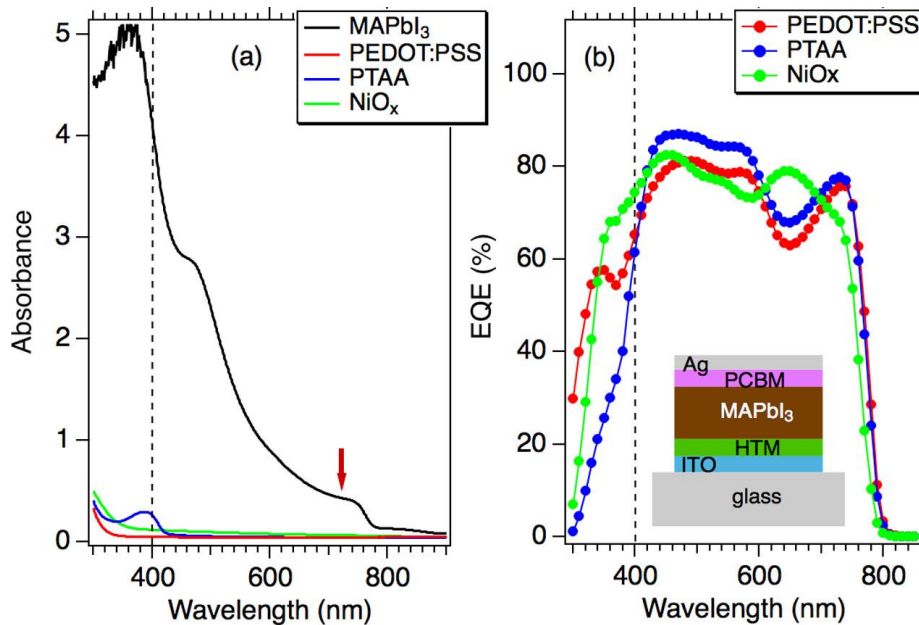 (a)
MAPbI₃
PEDOT:PSS
PTAA
NiOₓ
Absorbance
5
4
3
2
1
0
400
600
800
Wavelength (nm)
(b)
PEDOT:PSS
PTAA
NiOx
EQE (%)
100
80
60
40
20
0
Ag
PCBM
MAPbI₃
HTM
ITO
glass
400
600
800
Wavelength (nm)